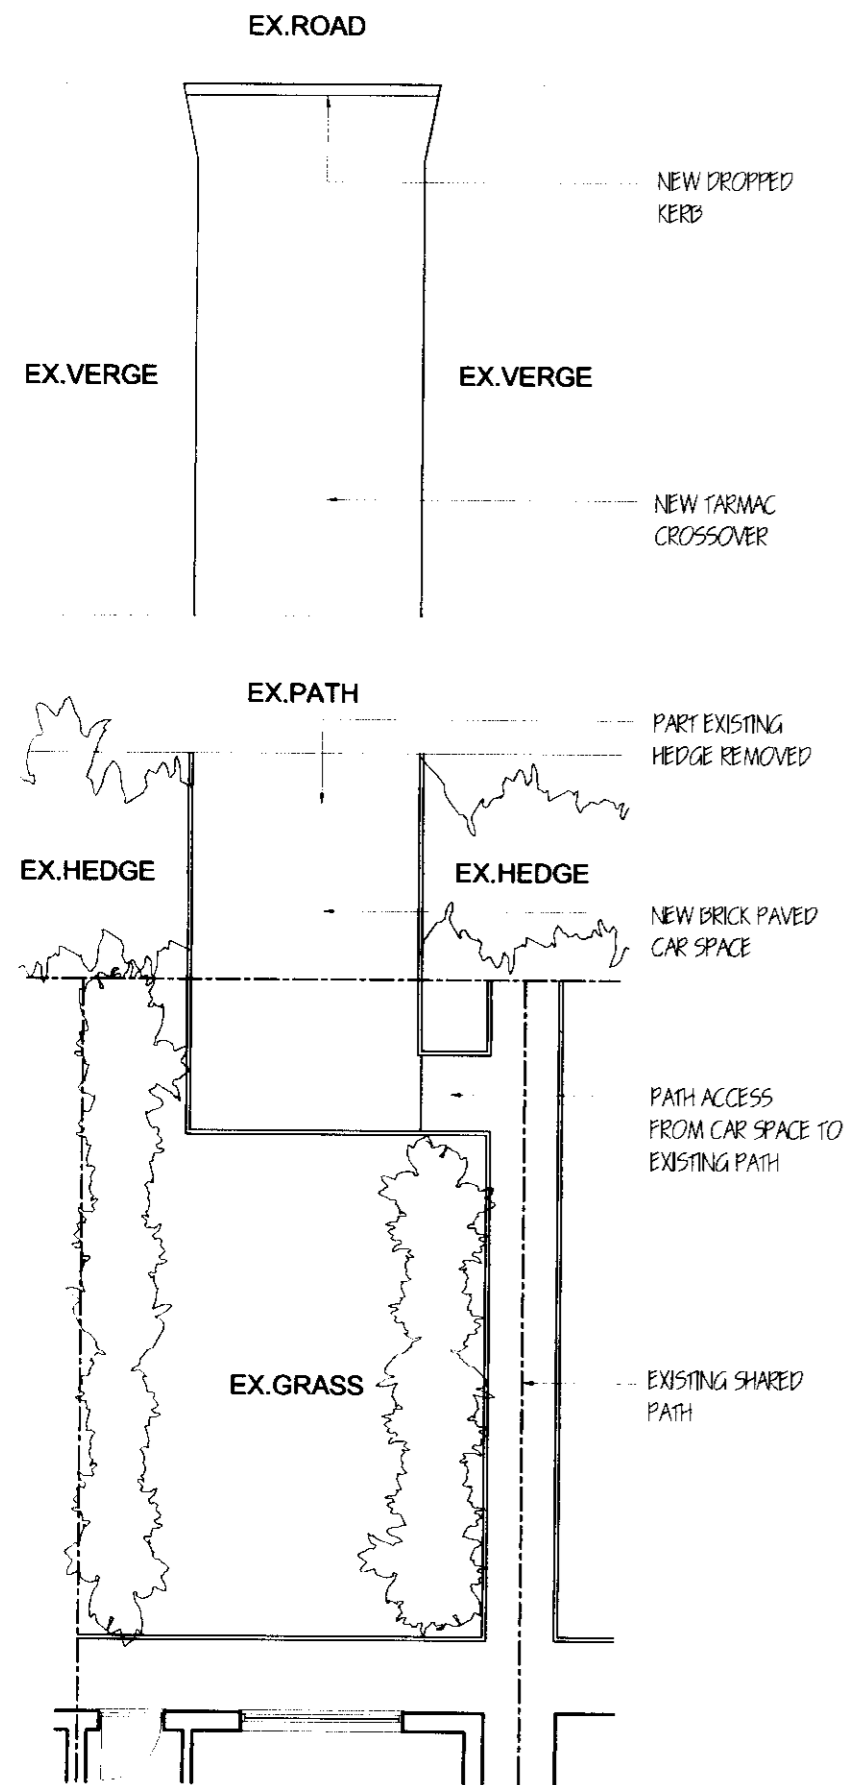 EX.ROAD
NEW DROPPED
KERB
EX.VERGE
EX.VERGE
NEW TARMAC
CROSSOVER
EX.PATH
PART EXISTING
HEDGE REMOVED
EX.HEDGE
EX.HEDGE
NEW BRICK PAVED
CAR SPACE
PATH ACCESS
FROM CAR SPACE TO
EXISTING PATH
EX.GRASS
EXISTING SHARED
PATH